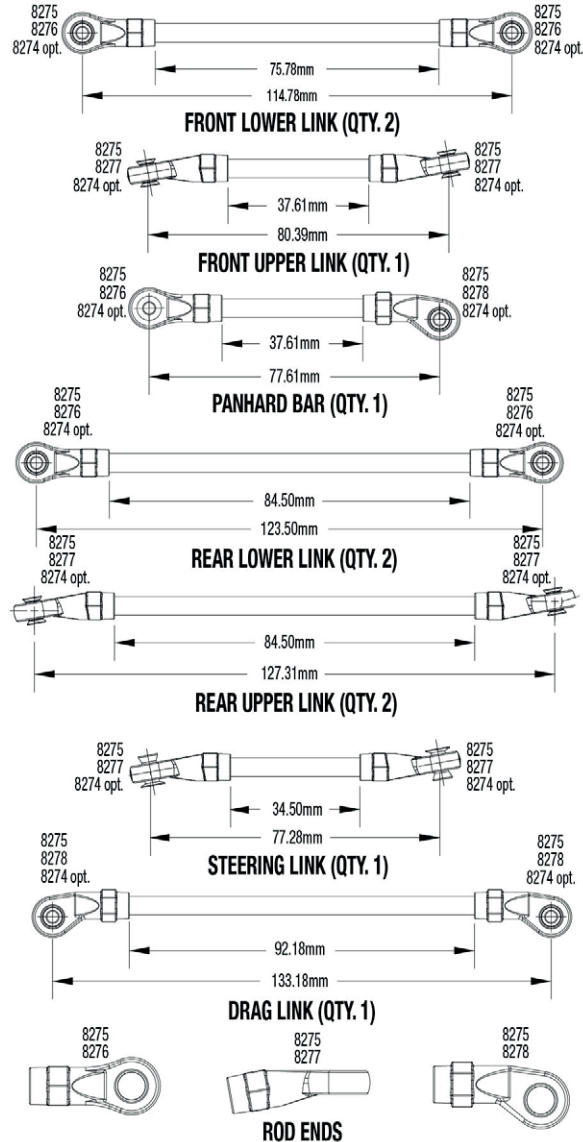 8275
8276
8274 opt.
8275
8276
8274 opt.
75.78mm
114.78mm
FRONT LOWER LINK (QTY. 2)
8275
8277
8274 opt.
8275
8277
8274 opt.
37.61mm
80.39mm
FRONT UPPER LINK (QTY. 1)
8275
8276
8274 opt.
8275
8278
8274 opt.
37.61mm
77.61mm
PANHARD BAR (QTY. 1)
8275
8276
8274 opt.
8275
8276
8274 opt.
84.50mm
123.50mm
REAR LOWER LINK (QTY. 2)
8275
8277
8274 opt.
8275
8277
8274 opt.
84.50mm
127.31mm
REAR UPPER LINK (QTY. 2)
8275
8277
8274 opt.
8275
8277
8274 opt.
34.50mm
77.28mm
STEERING LINK (QTY. 1)
8275
8278
8274 opt.
8275
8278
8274 opt.
92.18mm
133.18mm
DRAG LINK (QTY. 1)
8275
8276
8275
8277
8275
8278
ROD ENDS